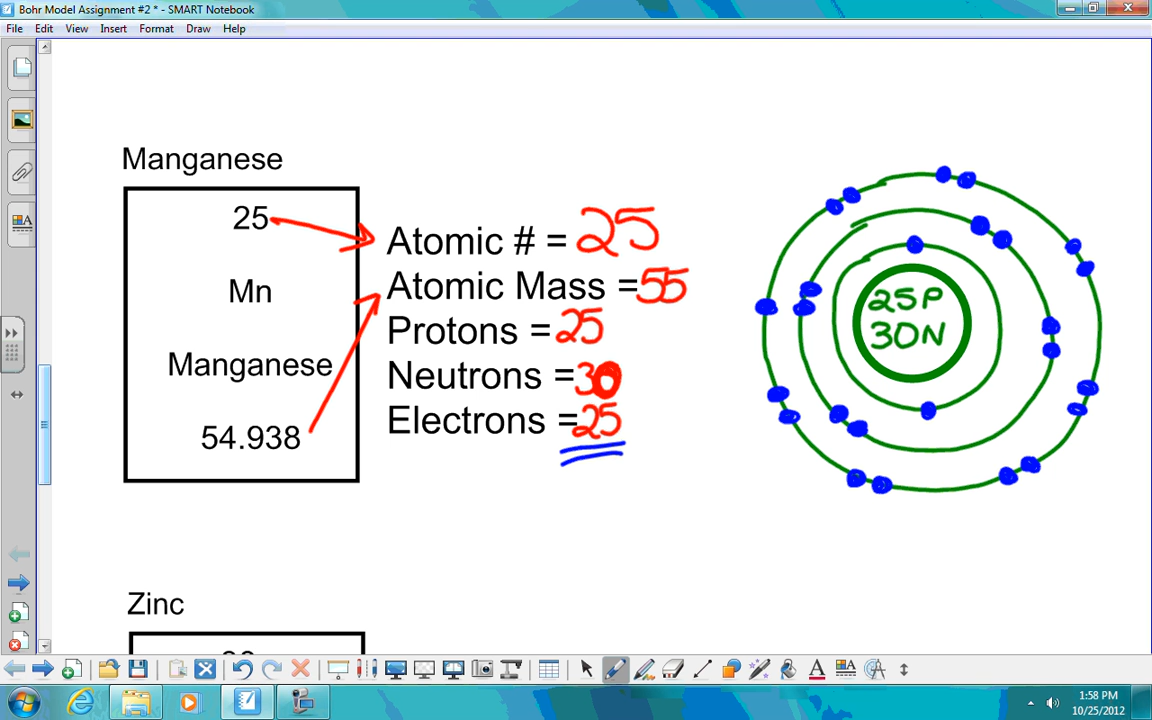 Bohr Model Assignment #2 * - SMART Notebook
File Edit View Insert Format Draw Help
Manganese
25
Mn
Manganese
54.938
Atomic # = 25
Atomic Mass =55
Protons =25
Neutrons =30
Electrons =25
25P
30N
Zinc
1:58 PM
10/25/2012